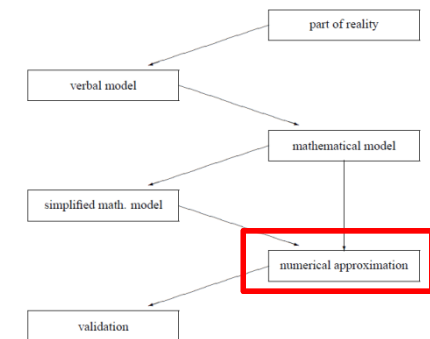 part of reality
verbal model
mathematical model
simplified math. model
numerical approximation
validation